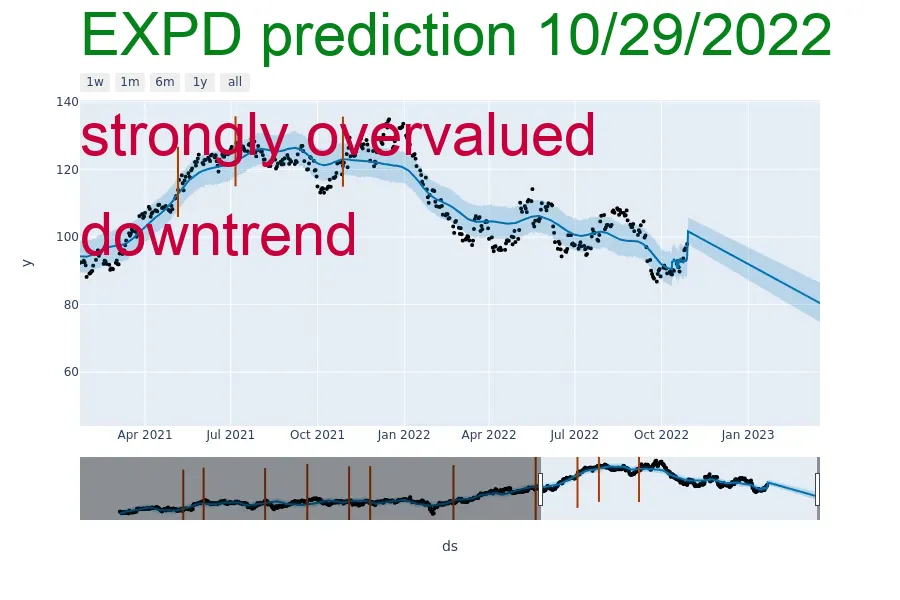 EXPD prediction 10/29/2022
1w 1m 6m 1y all
140
strongly overvalued
120
downtrend
100
y
80
60
Apr 2021 Jul 2021 Oct 2021 Jan 2022 Apr 2022 Jul 2022 Oct 2022 Jan 2023
ds